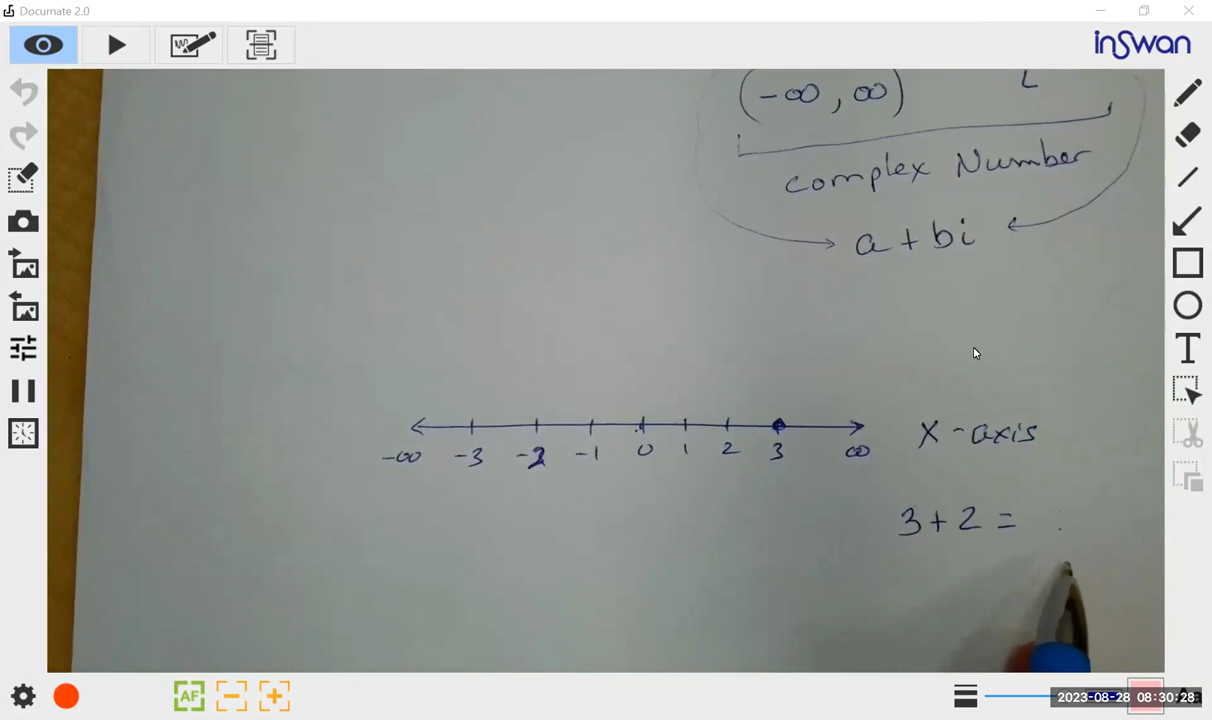 Documate 2.0
inswan
(-∞, ∞)
Complex Number
a + bi
-∞ -3 -2 -1 0 1 2 3 ∞
X-axis
3 + 2 =
AF
T
2023-08-28 08:30:28